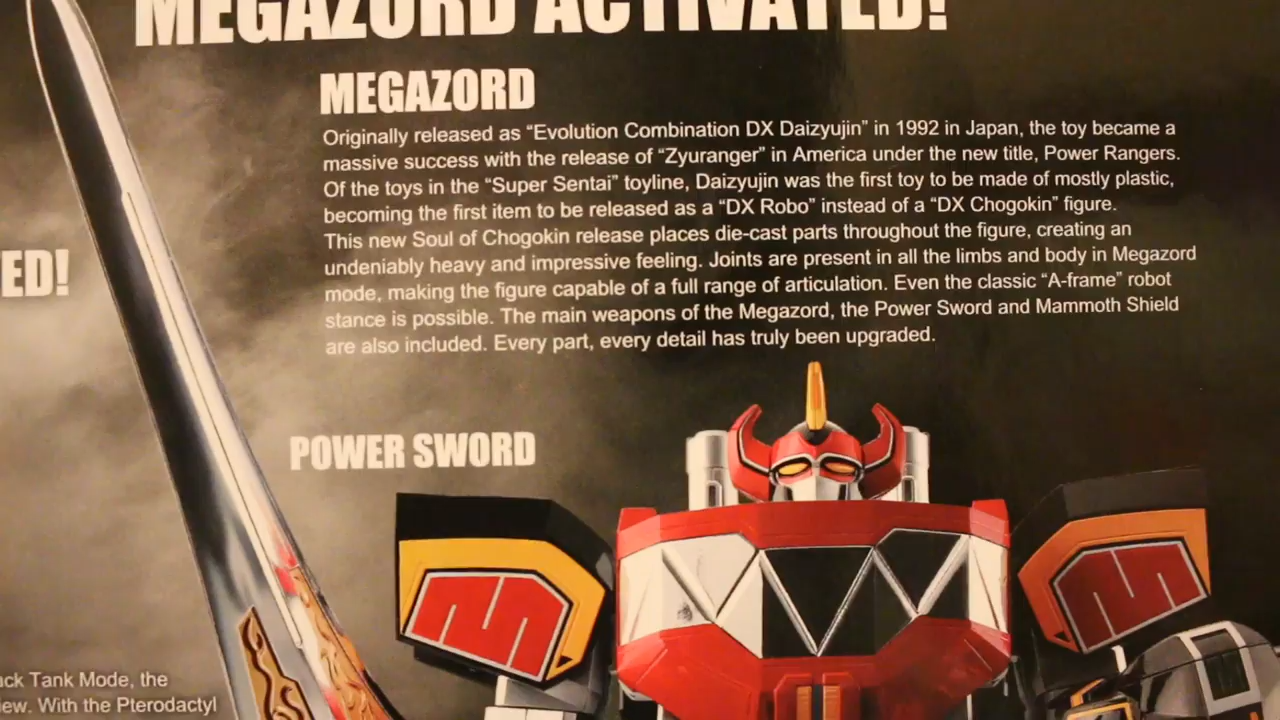 MEGAZORD ACTIVATED!
MEGAZORD
Originally released as “Evolution Combination DX Daizyujin” in 1992 in Japan, the toy became a
massive success with the release of “Zyuranger” in America under the new title, Power Rangers.
Of the toys in the “Super Sentai” toyline, Daizyujin was the first toy to be made of mostly plastic,
becoming the first item to be released as a “DX Robo” instead of a “DX Chogokin” figure.
This new Soul of Chogokin release places die-cast parts throughout the figure, creating an
undeniably heavy and impressive feeling. Joints are present in all the limbs and body in Megazord
mode, making the figure capable of a full range of articulation. Even the classic “A-frame” robot
stance is possible. The main weapons of the Megazord, the Power Sword and Mammoth Shield
are also included. Every part, every detail has truly been upgraded.
ED!
POWER SWORD
Tank Mode, the
With the Pterodactyl